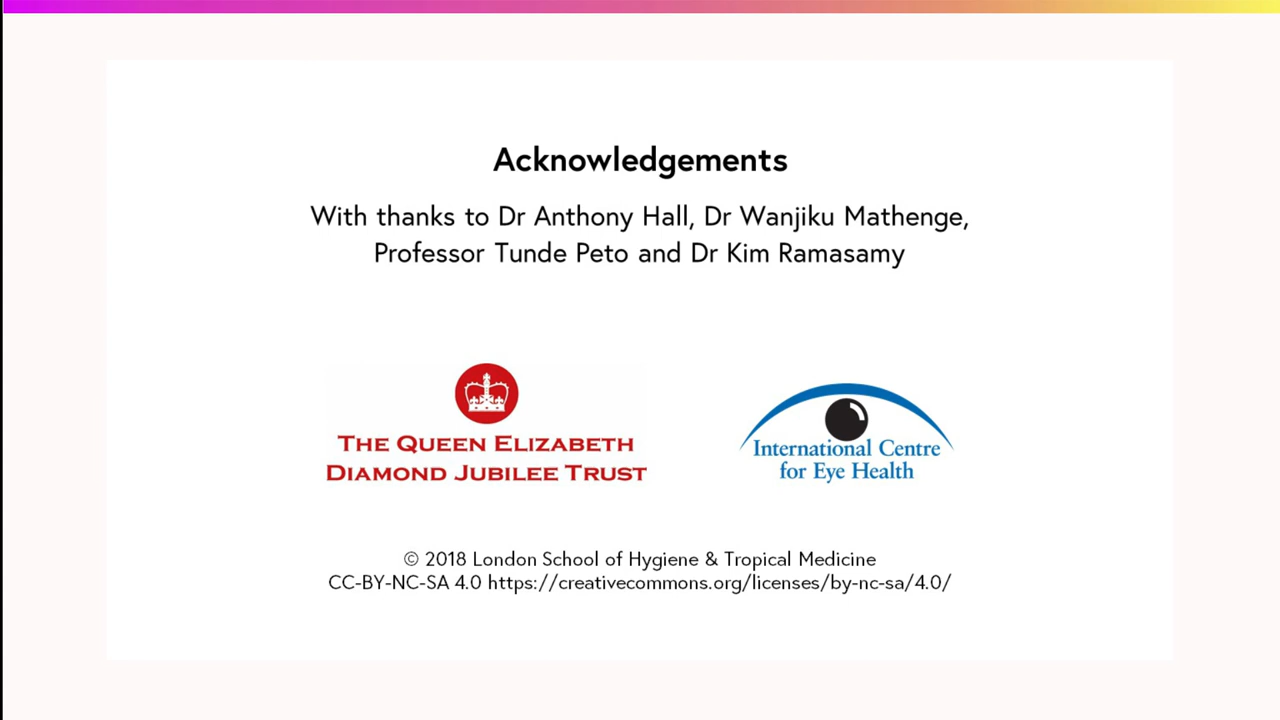 Acknowledgements
With thanks to Dr Anthony Hall, Dr Wanjiku Mathenge,
Professor Tunde Peto and Dr Kim Ramasamy
THE QUEEN ELIZABETH
DIAMOND JUBILEE TRUST
International Centre
for Eye Health
© 2018 London School of Hygiene & Tropical Medicine
CC-BY-NC-SA 4.0 https://creativecommons.org/licenses/by-nc-sa/4.0/